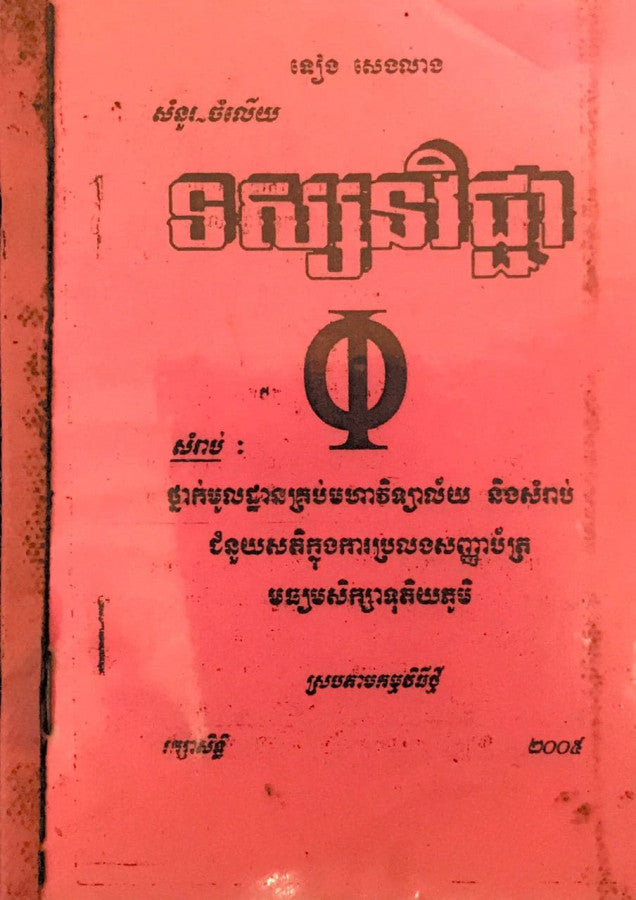 ទៀង សេងលាង
សំនួរ-ចំលើយ
ទស្សនវិជ្ជា
Φ
សំរាប់ :
ថ្នាក់មូលដ្ឋានគ្រប់មហាវិទ្យាល័យ និងសំរាប់
ជំនួយសតិក្នុងការប្រលងសញ្ញាប័ត្រ
មធ្យមសិក្សាទុតិយភូមិ
ស្របតាមកម្មវិធីថ្មី
រក្សាសិទ្ធិ ២០០៥